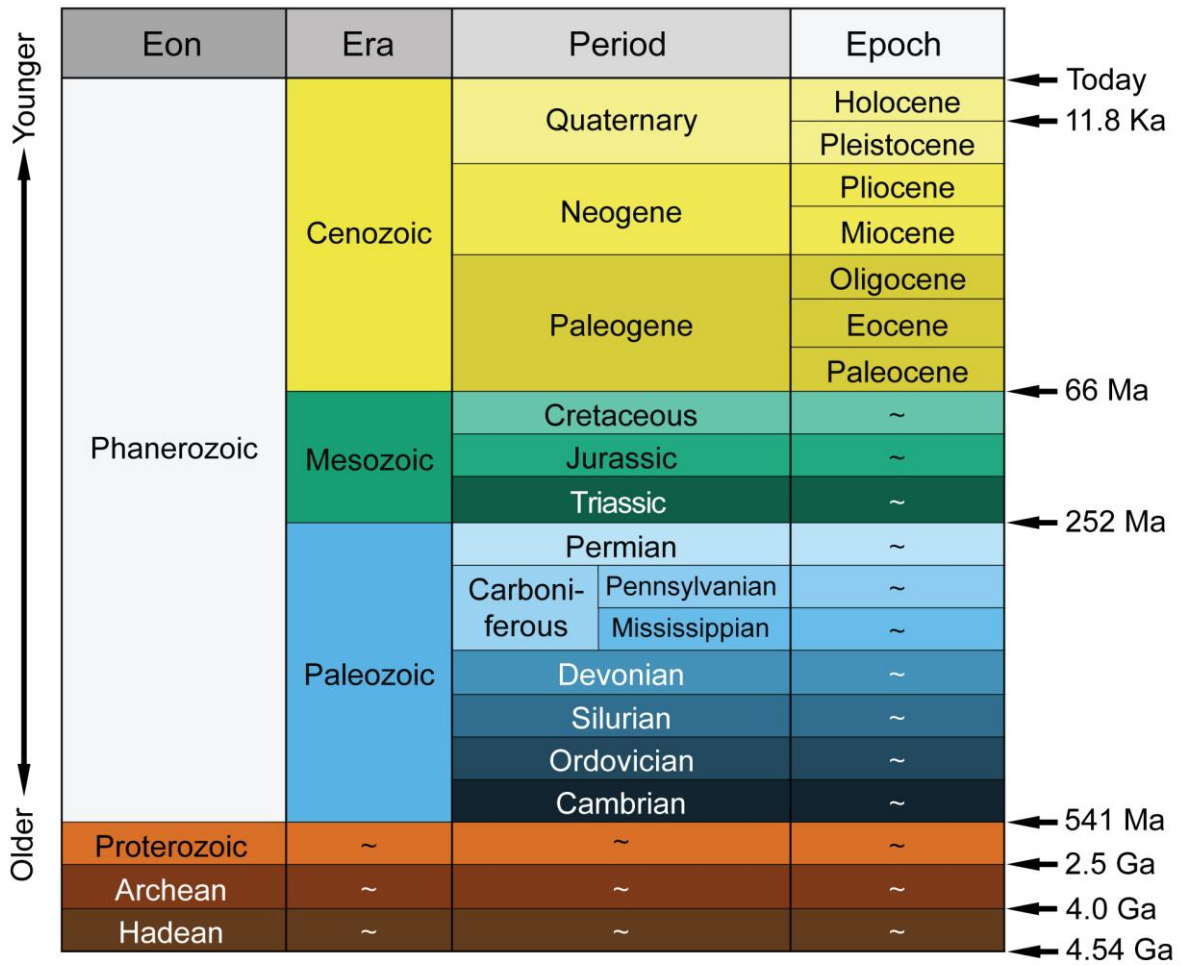 Eon Era Period Epoch
Younger
Older
Phanerozoic
Proterozoic
Archean
Hadean
Cenozoic
Mesozoic
Paleozoic
~
~
~
Quaternary
Neogene
Paleogene
Cretaceous
Jurassic
Triassic
Permian
Carboni-
ferous
Pennsylvanian
Mississippian
Devonian
Silurian
Ordovician
Cambrian
~
~
~
Holocene
Pleistocene
Pliocene
Miocene
Oligocene
Eocene
Paleocene
~
~
~
~
~
~
~
~
~
~
~
~
~
Today
11.8 Ka
66 Ma
252 Ma
541 Ma
2.5 Ga
4.0 Ga
4.54 Ga